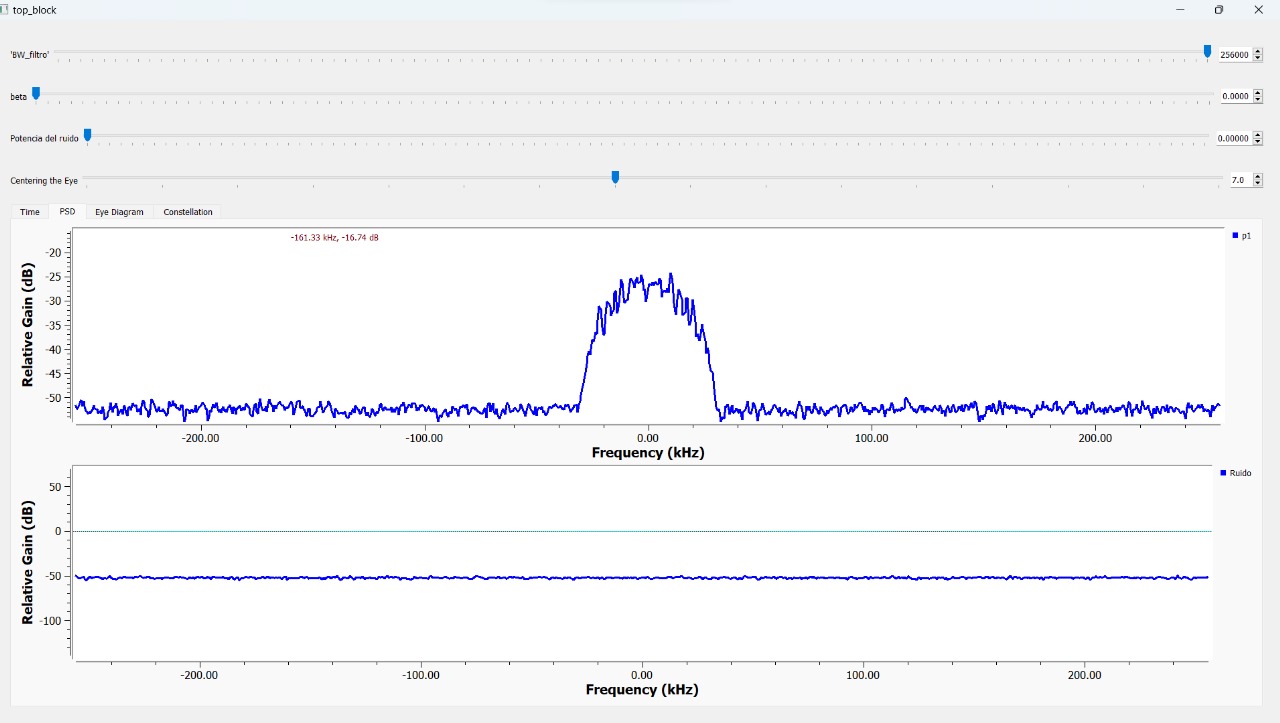 top_block
'BW_filtro' 256000
beta 0.0000
Potencia del ruido 0.00000
Centering the Eye 7.0
Time PSD Eye Diagram Constellation
-161.33 kHz, -16.74 dB
p1
Relative Gain (dB)
-20
-25
-30
-35
-40
-45
-50
-200.00 -100.00 0.00 100.00 200.00
Frequency (kHz)
Ruido
Relative Gain (dB)
50
0
-50
-100
-200.00 -100.00 0.00 100.00 200.00
Frequency (kHz)